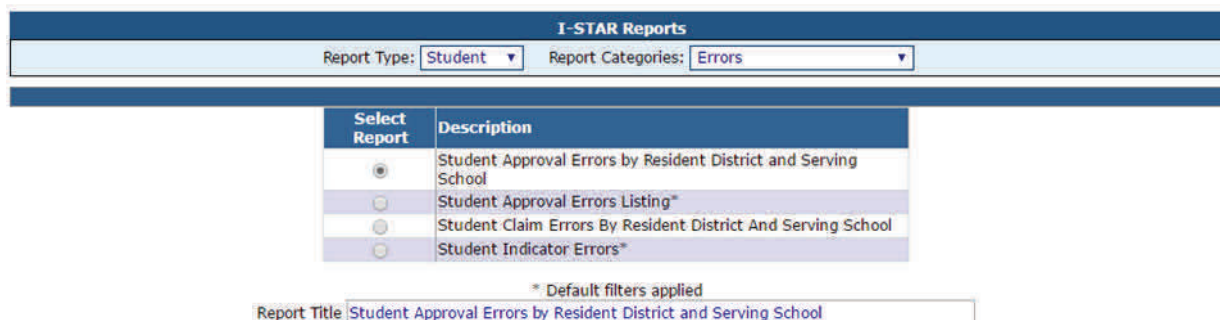 I-STAR Reports
Report Type: Student Report Categories: Errors
Select Report Description
Student Approval Errors by Resident District and Serving School
Student Approval Errors Listing*
Student Claim Errors By Resident District And Serving School
Student Indicator Errors*
* Default filters applied
Report Title Student Approval Errors by Resident District and Serving School